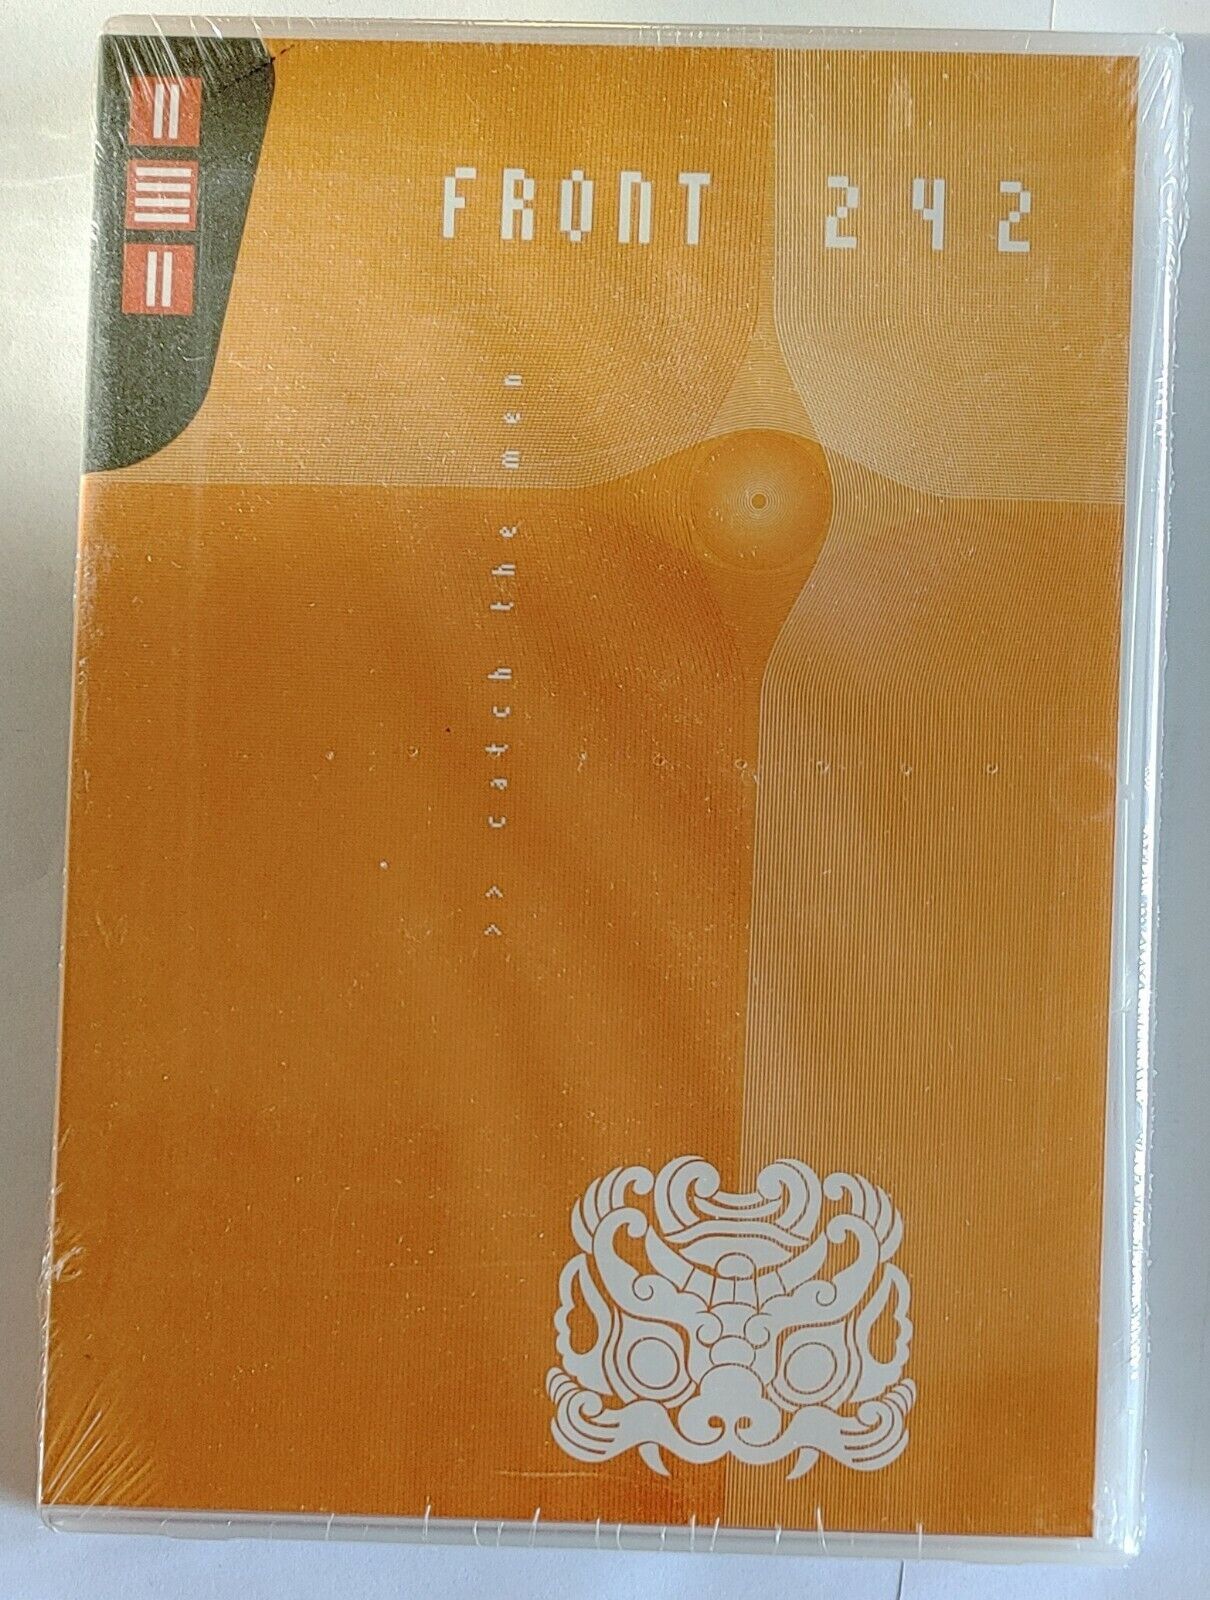 FRONT 242
>> catch the men